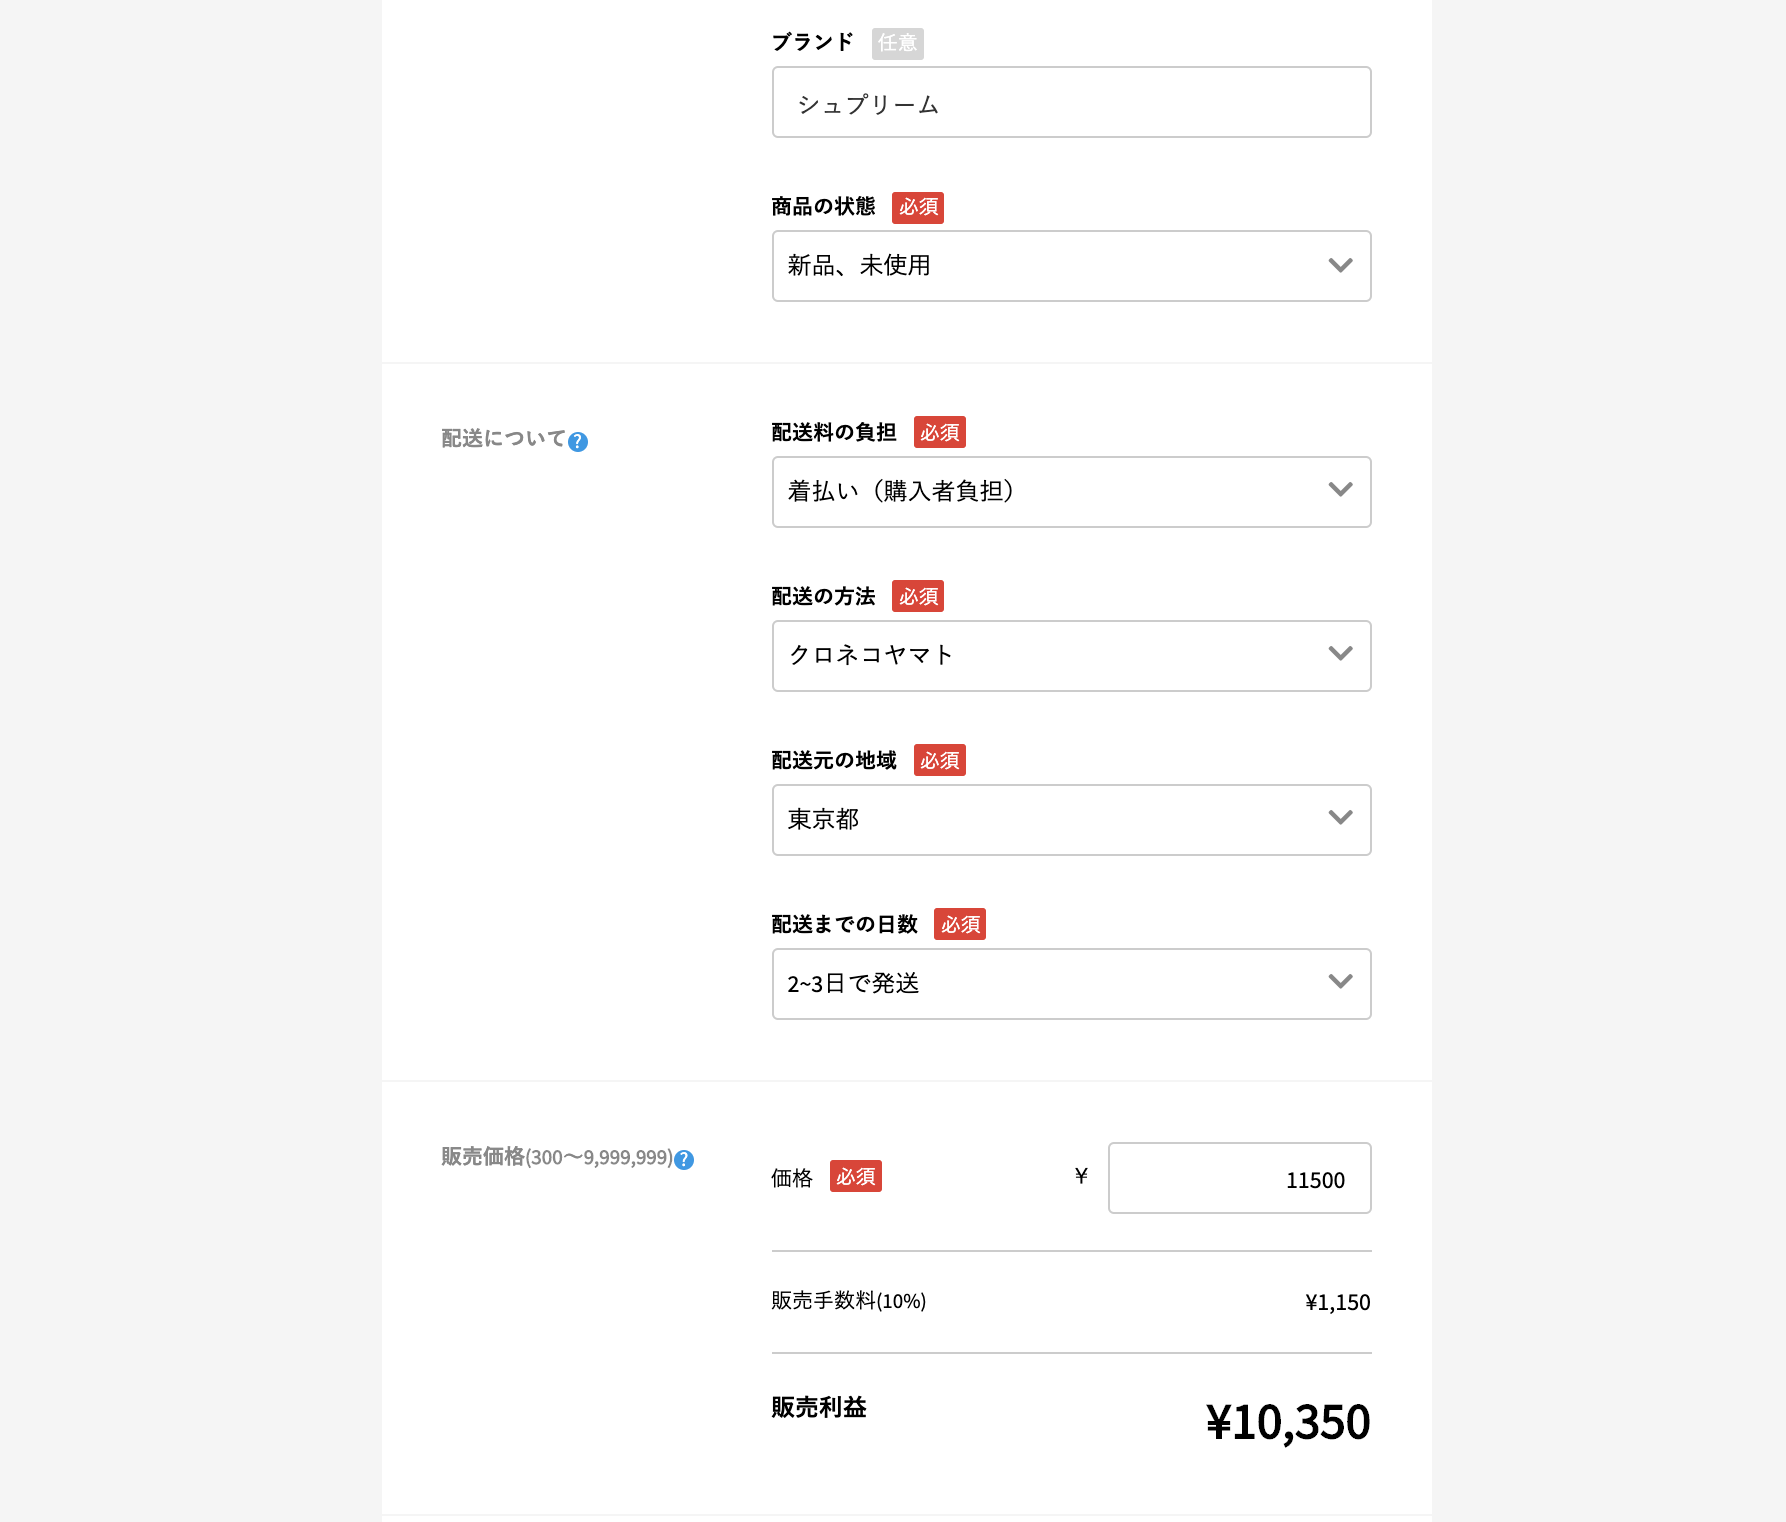 ブランド 任意
シュプリーム
商品の状態 必須
新品、未使用
配送について?
配送料の負担 必須
着払い（購入者負担）
配送の方法 必須
クロネコヤマト
配送元の地域 必須
東京都
配送までの日数 必須
2~3日で発送
販売価格(300〜9,999,999)?
価格 必須 ¥ 11500
販売手数料(10%) ¥1,150
販売利益 ¥10,350